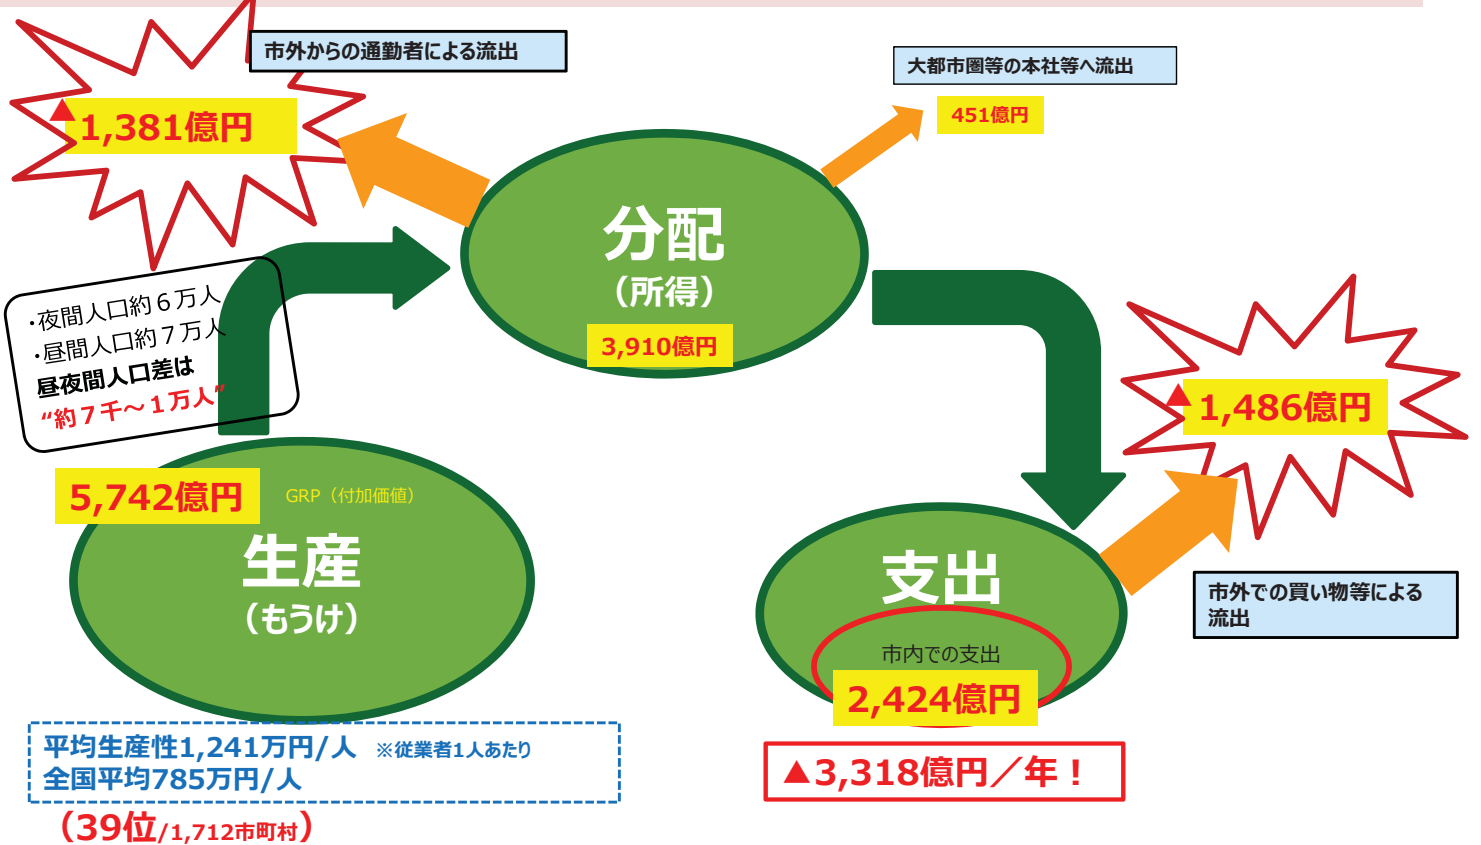 市外からの通勤者による流出
▲1,381億円
大都市圏等の本社等へ流出
451億円
分配
（所得）
3,910億円
・夜間人口約６万人
・昼間人口約７万人
昼夜間人口差は
“約７千～１万人”
▲1,486億円
5,742億円
GRP（付加価値）
生産
（もうけ）
支出
市内での支出
2,424億円
市外での買い物等による
流出
平均生産性1,241万円/人 ※従業者1人あたり
全国平均785万円/人
（39位/1,712市町村）
▲3,318億円／年！